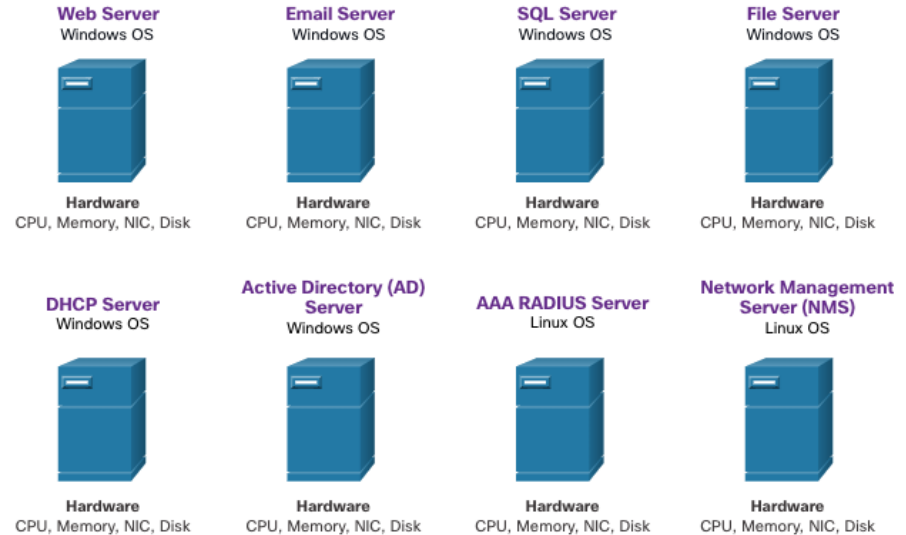 Web Server
Windows OS
Hardware
CPU, Memory, NIC, Disk
Email Server
Windows OS
Hardware
CPU, Memory, NIC, Disk
SQL Server
Windows OS
Hardware
CPU, Memory, NIC, Disk
File Server
Windows OS
Hardware
CPU, Memory, NIC, Disk
DHCP Server
Windows OS
Hardware
CPU, Memory, NIC, Disk
Active Directory (AD)
Server
Windows OS
Hardware
CPU, Memory, NIC, Disk
AAA RADIUS Server
Linux OS
Hardware
CPU, Memory, NIC, Disk
Network Management
Server (NMS)
Linux OS
Hardware
CPU, Memory, NIC, Disk